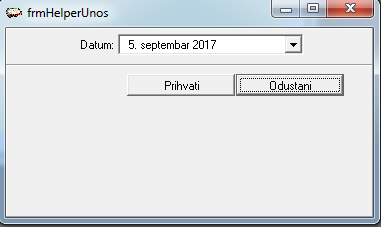 frmHelperUnos
Datum: 5. septembar 2017
Prihvati Odustani